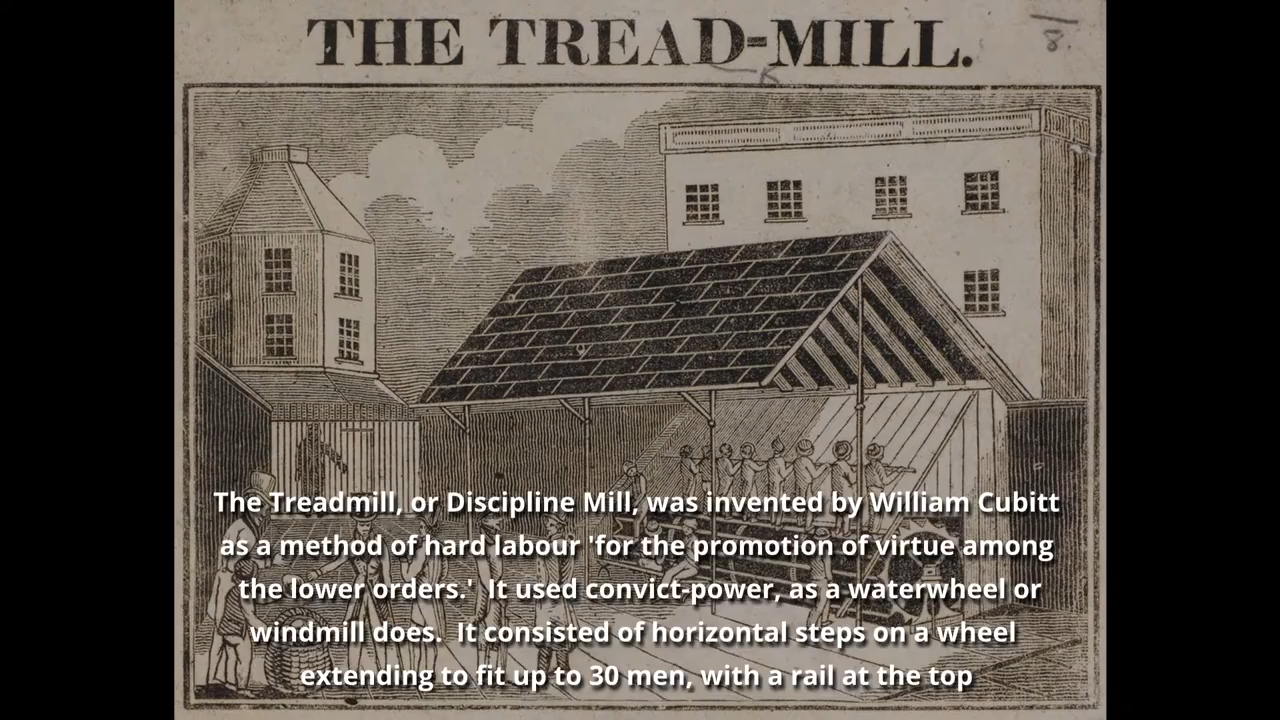 THE TREAD-MILL.
The Treadmill, or Discipline Mill, was invented by William Cubitt
as a method of hard labour 'for the promotion of virtue among
the lower orders.'  It used convict-power, as a waterwheel or
windmill does.  It consisted of horizontal steps on a wheel
extending to fit up to 30 men, with a rail at the top